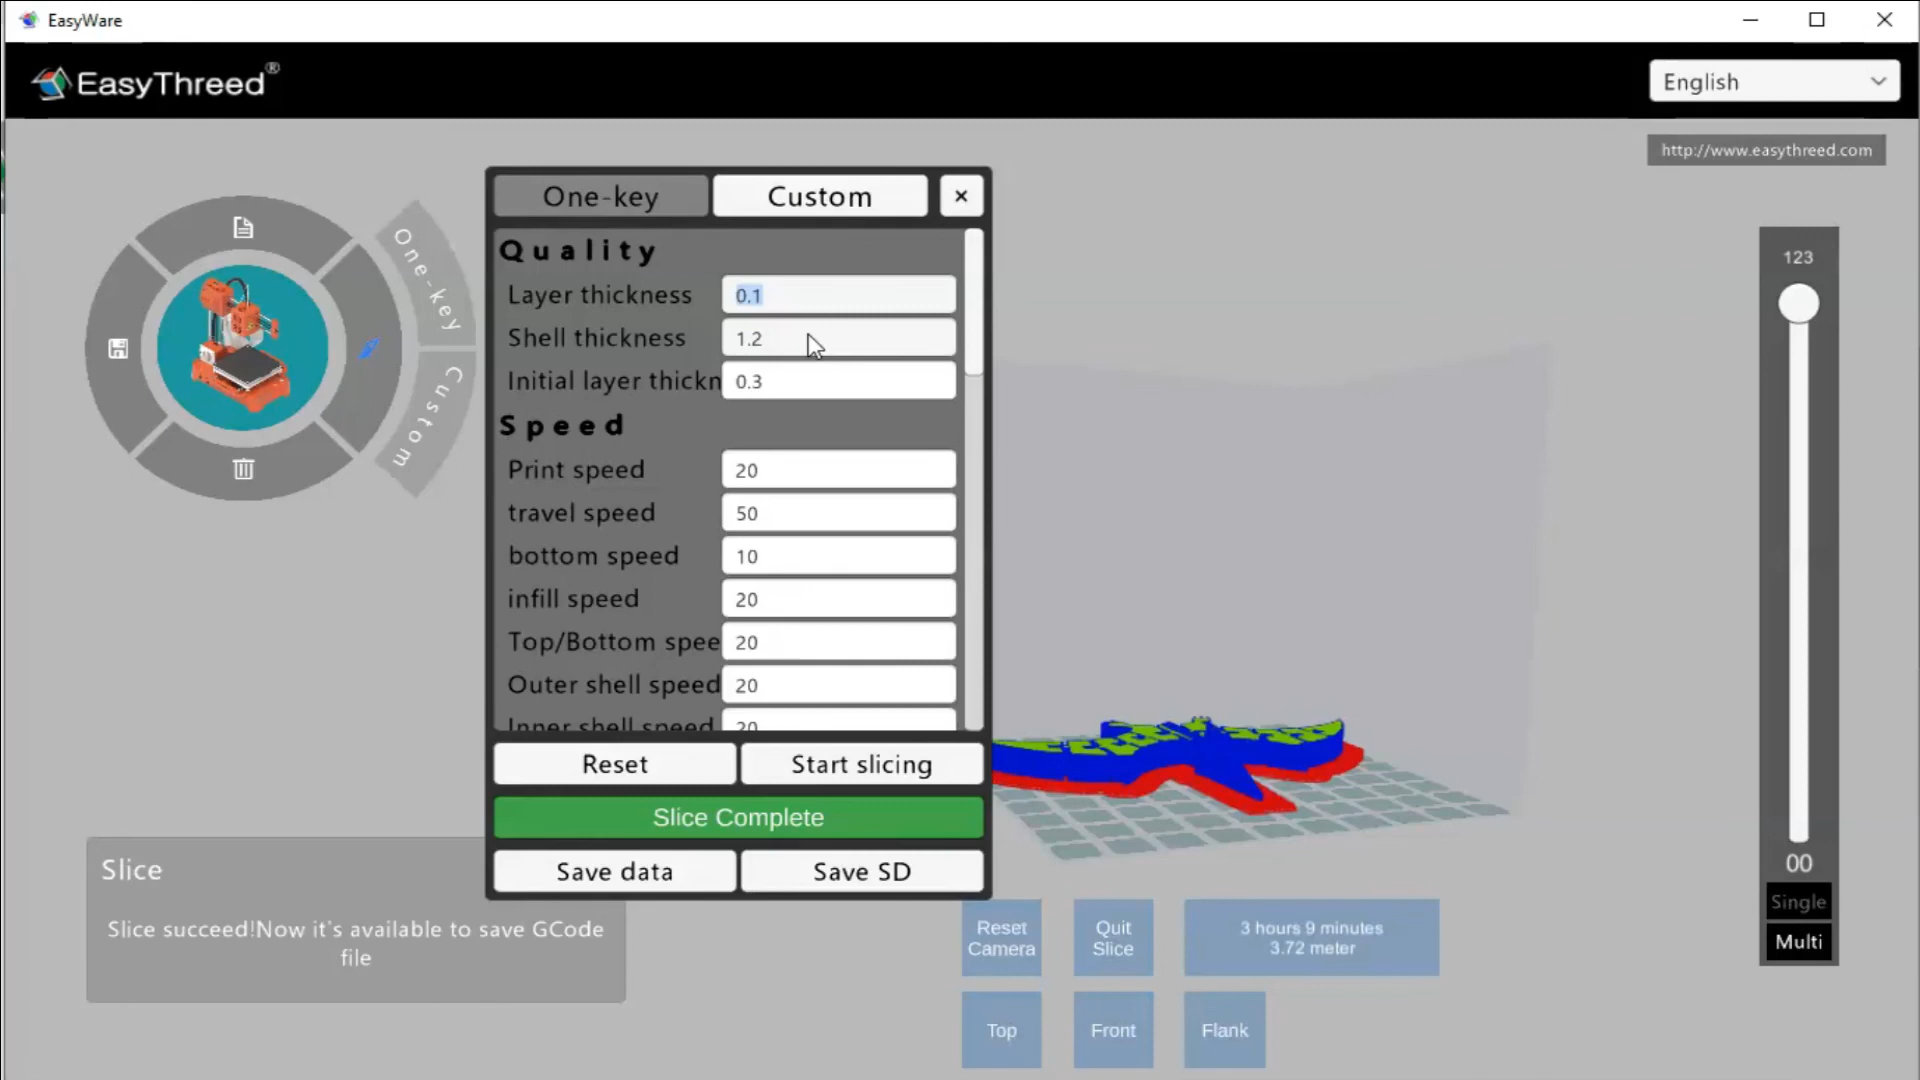 EasyWare
EasyThreed®
English
http://www.easythreed.com
One-key
Custom
One-key
Custom
×
Quality
Layer thickness 0.1
Shell thickness 1.2
Initial layer thickn 0.3
Speed
Print speed 20
travel speed 50
bottom speed 10
infill speed 20
Top/Bottom spee 20
Outer shell speed 20
Inner shell speed 20
Reset
Start slicing
Slice Complete
Save data
Save SD
Slice
Slice succeed!Now it's available to save GCode
file
Reset
Camera
Quit
Slice
3 hours 9 minutes
3.72 meter
Top
Front
Flank
123
00
Single
Multi